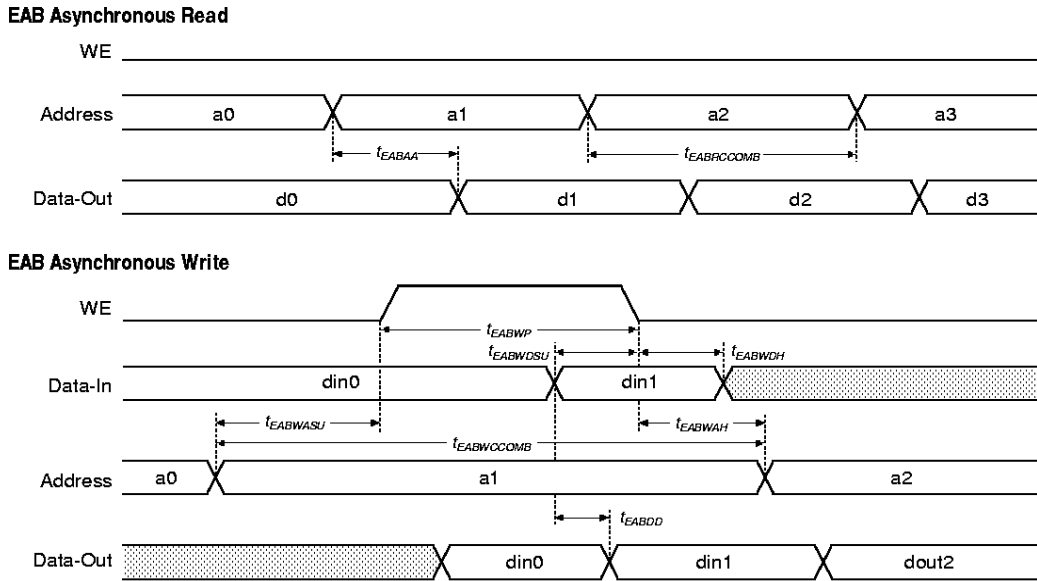 EAB Asynchronous Read
WE
Address a0 a1 a2 a3
tEABAA tEABRCCOMB
Data-Out d0 d1 d2 d3
EAB Asynchronous Write
WE
tEABWP
tEABWDSU tEABWDH
Data-In din0 din1
tEABWASU tEABWAH
tEABWCCOMB
Address a0 a1 a2
tEABDD
Data-Out din0 din1 dout2